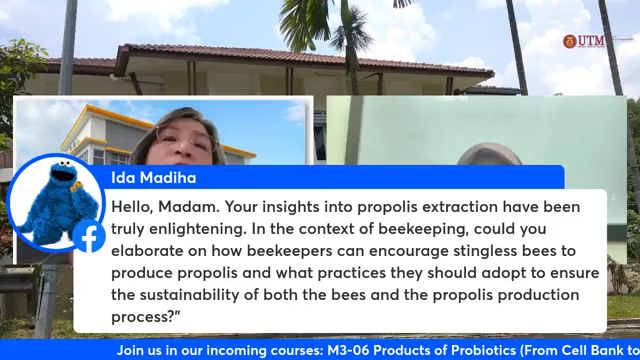 UTM
Ida Madiha
Hello, Madam. Your insights into propolis extraction have been
truly enlightening. In the context of beekeeping, could you
elaborate on how beekeepers can encourage stingless bees to
produce propolis and what practices they should adopt to ensure
the sustainability of both the bees and the propolis production
process?"
Join us in our incoming courses: M3-06 Products of Probiotics (From Cell Bank to